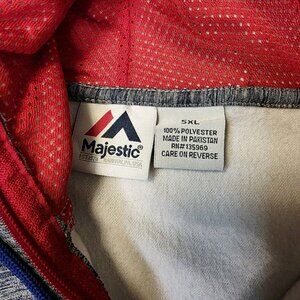 Majestic®
5XL
100% POLYESTER
MADE IN PAKISTAN
RN#135969
CARE ON REVERSE